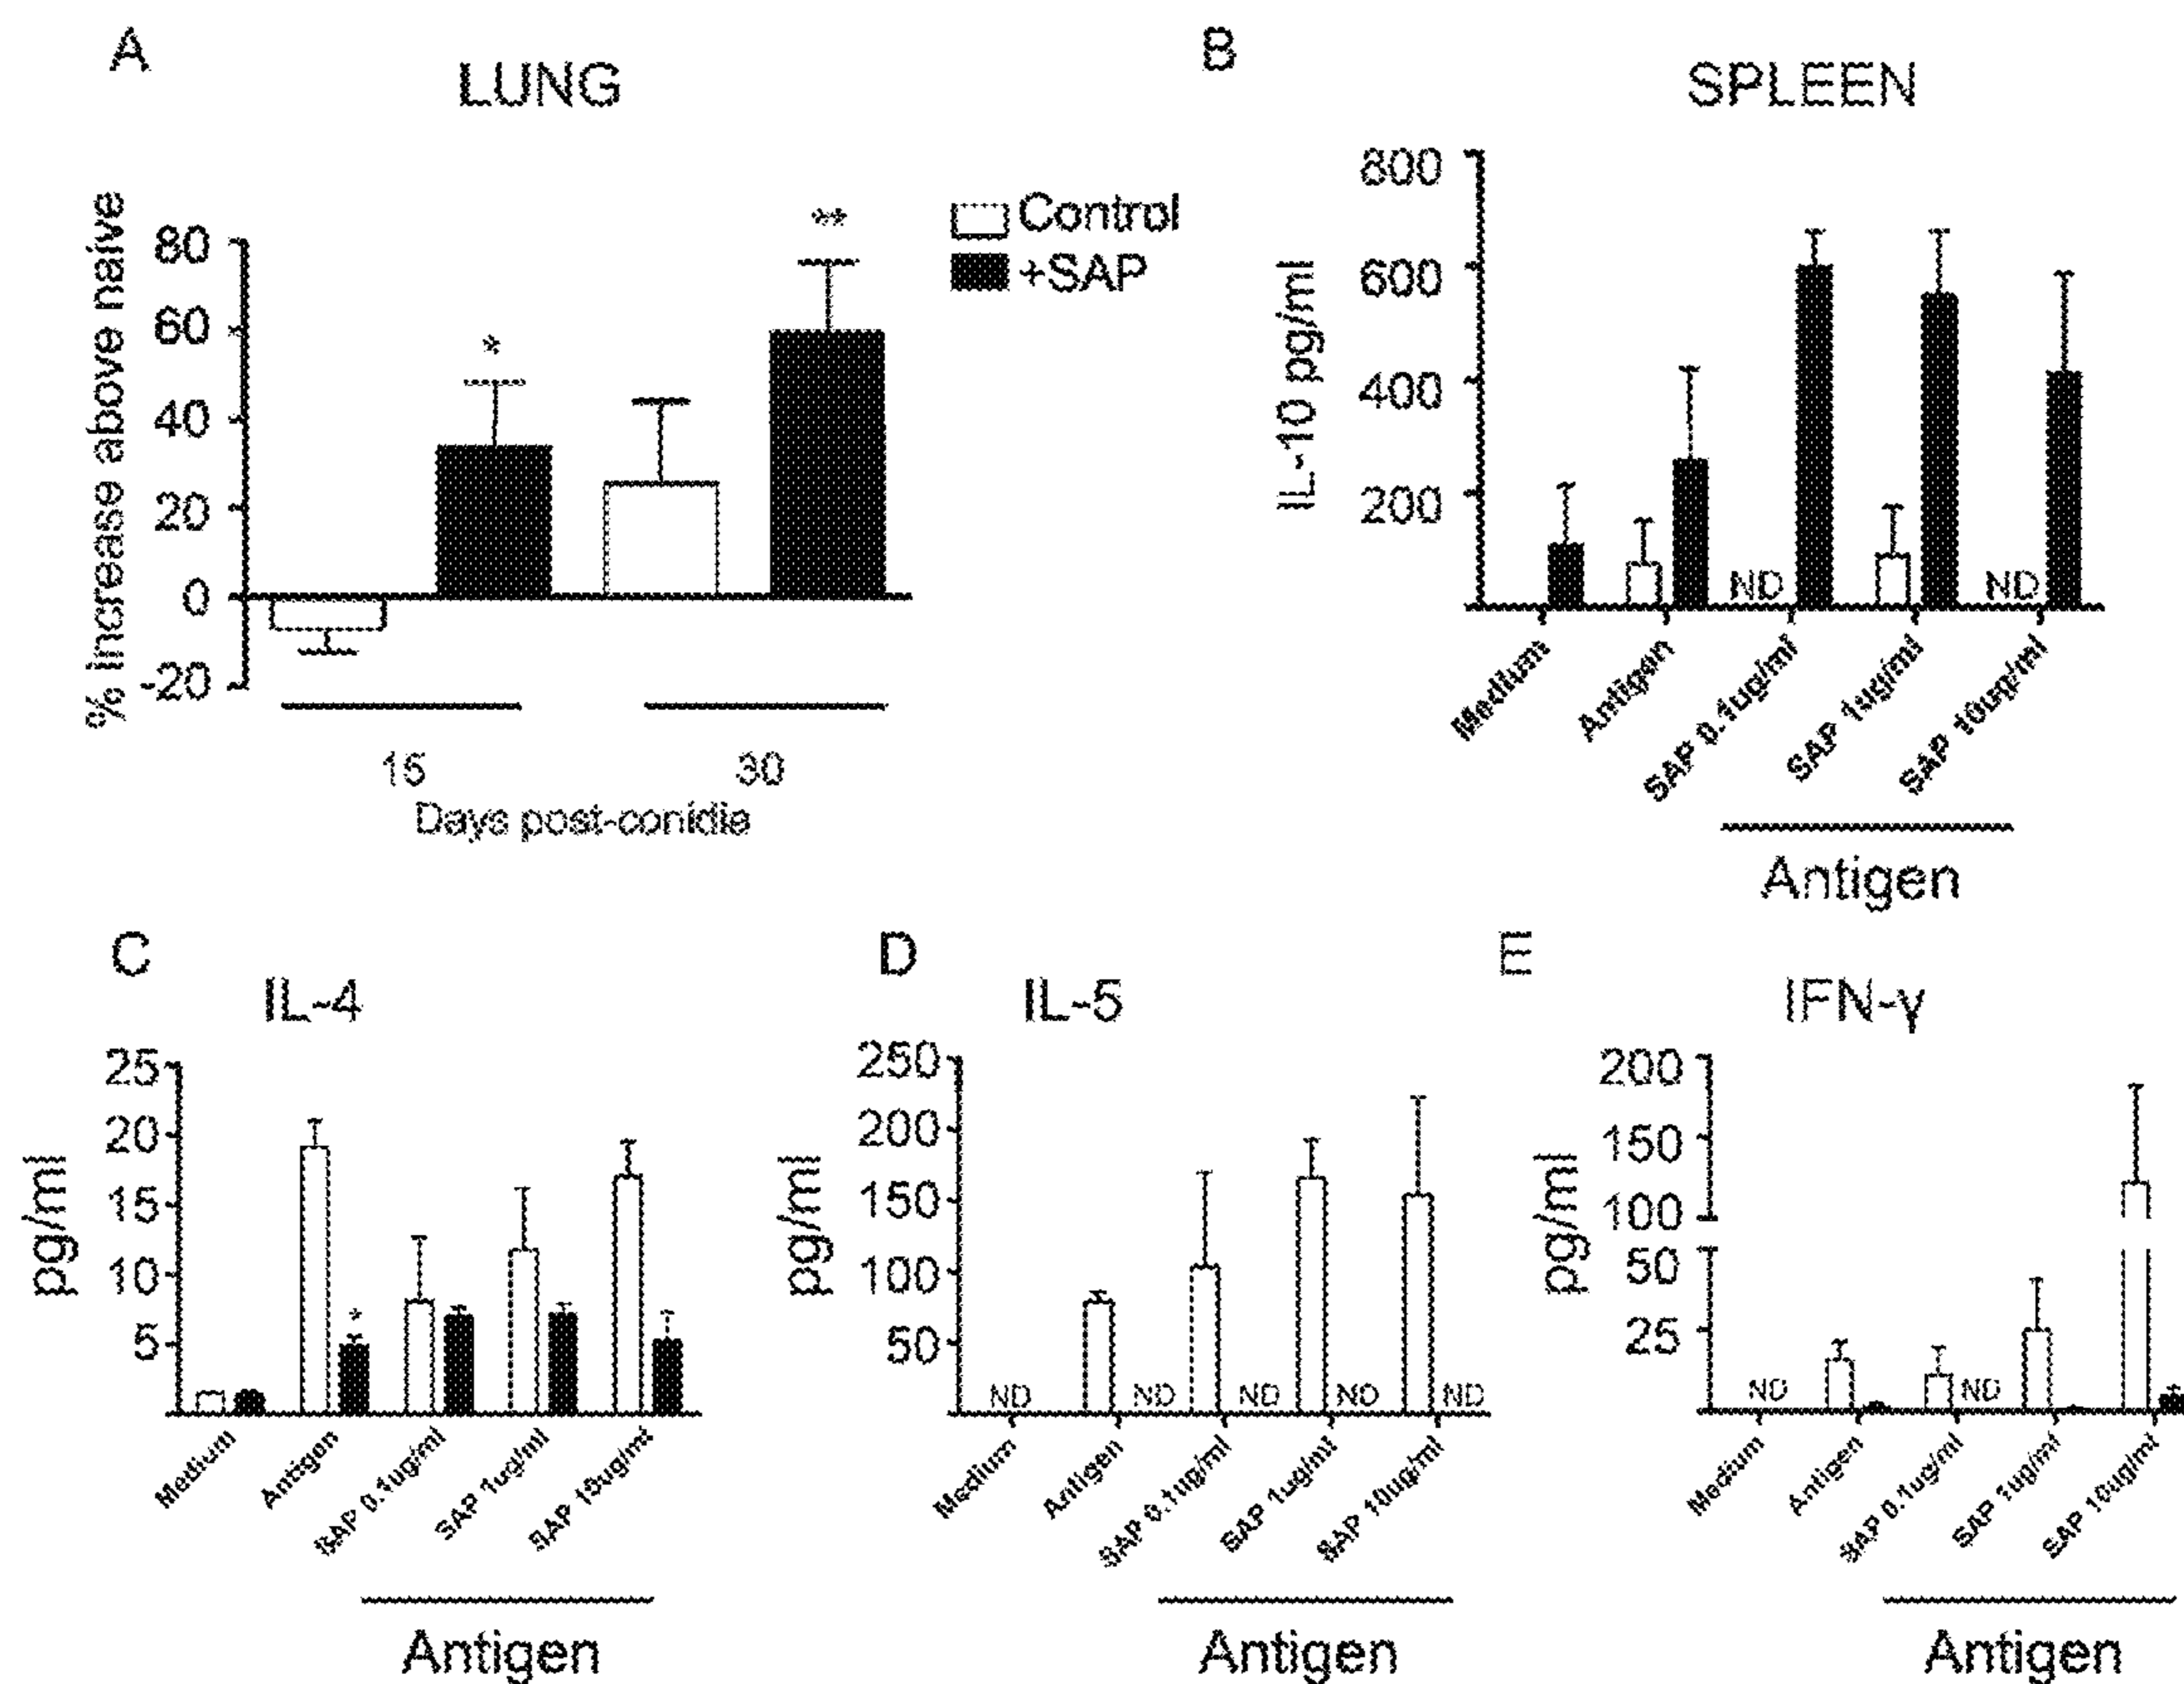 A
LUNG
% increase above naïve
80
60
40
20
0
-20
*
**
Control
+SAP
15
30
Days post-conidie
B
SPLEEN
IL-10 pg/ml
800
600
400
200
ND
ND
Medium
Antigen
SAP 0.1ug/ml
SAP 1ug/ml
SAP 10ug/ml
Antigen
C
IL-4
pg/ml
25
20
15
10
5
*
Medium
Antigen
SAP 0.1ug/ml
SAP 1ug/ml
SAP 10ug/ml
Antigen
D
IL-5
pg/ml
250
200
150
100
50
ND
ND
ND
ND
ND
Medium
Antigen
SAP 0.1ug/ml
SAP 1ug/ml
SAP 10ug/ml
Antigen
E
IFN-γ
pg/ml
200
150
100
50
25
ND
ND
*
Medium
Antigen
SAP 0.1ug/ml
SAP 1ug/ml
SAP 10ug/ml
Antigen